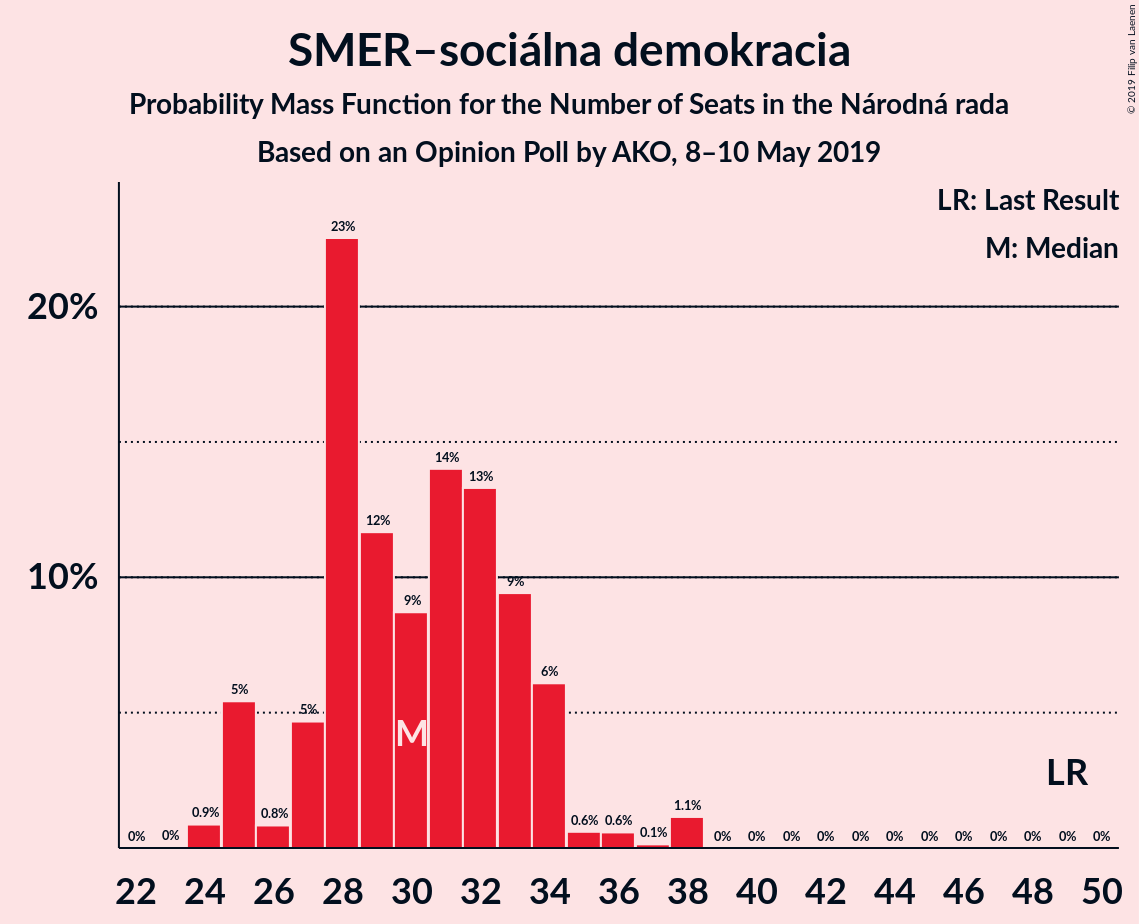 SMER–sociálna demokracia
Probability Mass Function for the Number of Seats in the Národná rada
Based on an Opinion Poll by AKO, 8–10 May 2019
© 2019 Filip van Laenen
LR: Last Result
M: Median
20%
10%
0% 0% 0.9% 5% 0.8% 5% 23% 12% 9% 14% 13% 9% 6% 0.6% 0.6% 0.1% 1.1% 0% 0% 0% 0% 0% 0% 0% 0% 0% 0% 0% 0%
M
LR
22 24 26 28 30 32 34 36 38 40 42 44 46 48 50